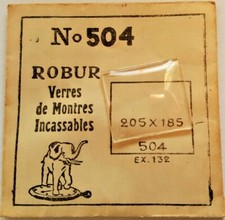 No 504
ROBUR
Verres
de Montres
Incassables
205 X 185
504
EX. 132